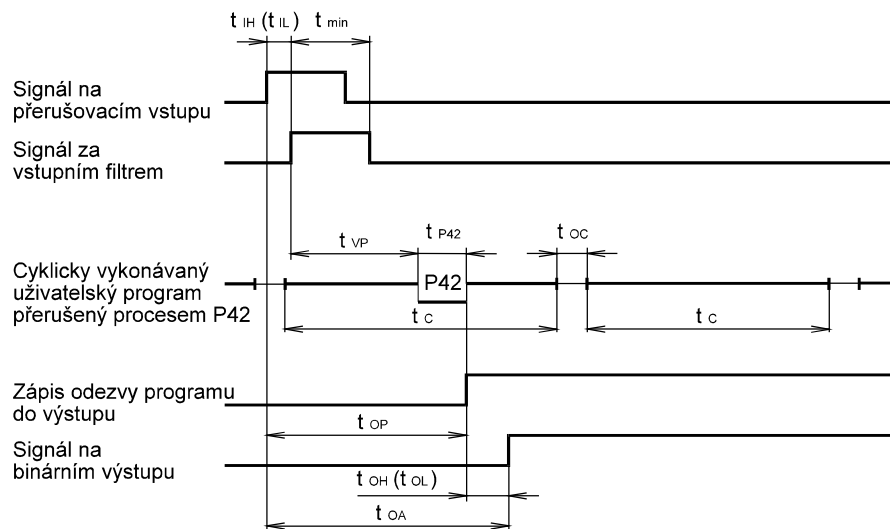 t IH (t IL) t min
Signál na
přerušovacím vstupu
Signál za
vstupním filtrem
t VP t P42 t OC
Cyklicky vykonávaný
uživatelský program
přerušený procesem P42
P42
t C t C
Zápis odezvy programu
do výstupu
t OP
Signál na
binárním výstupu
t OH (t OL)
t OA